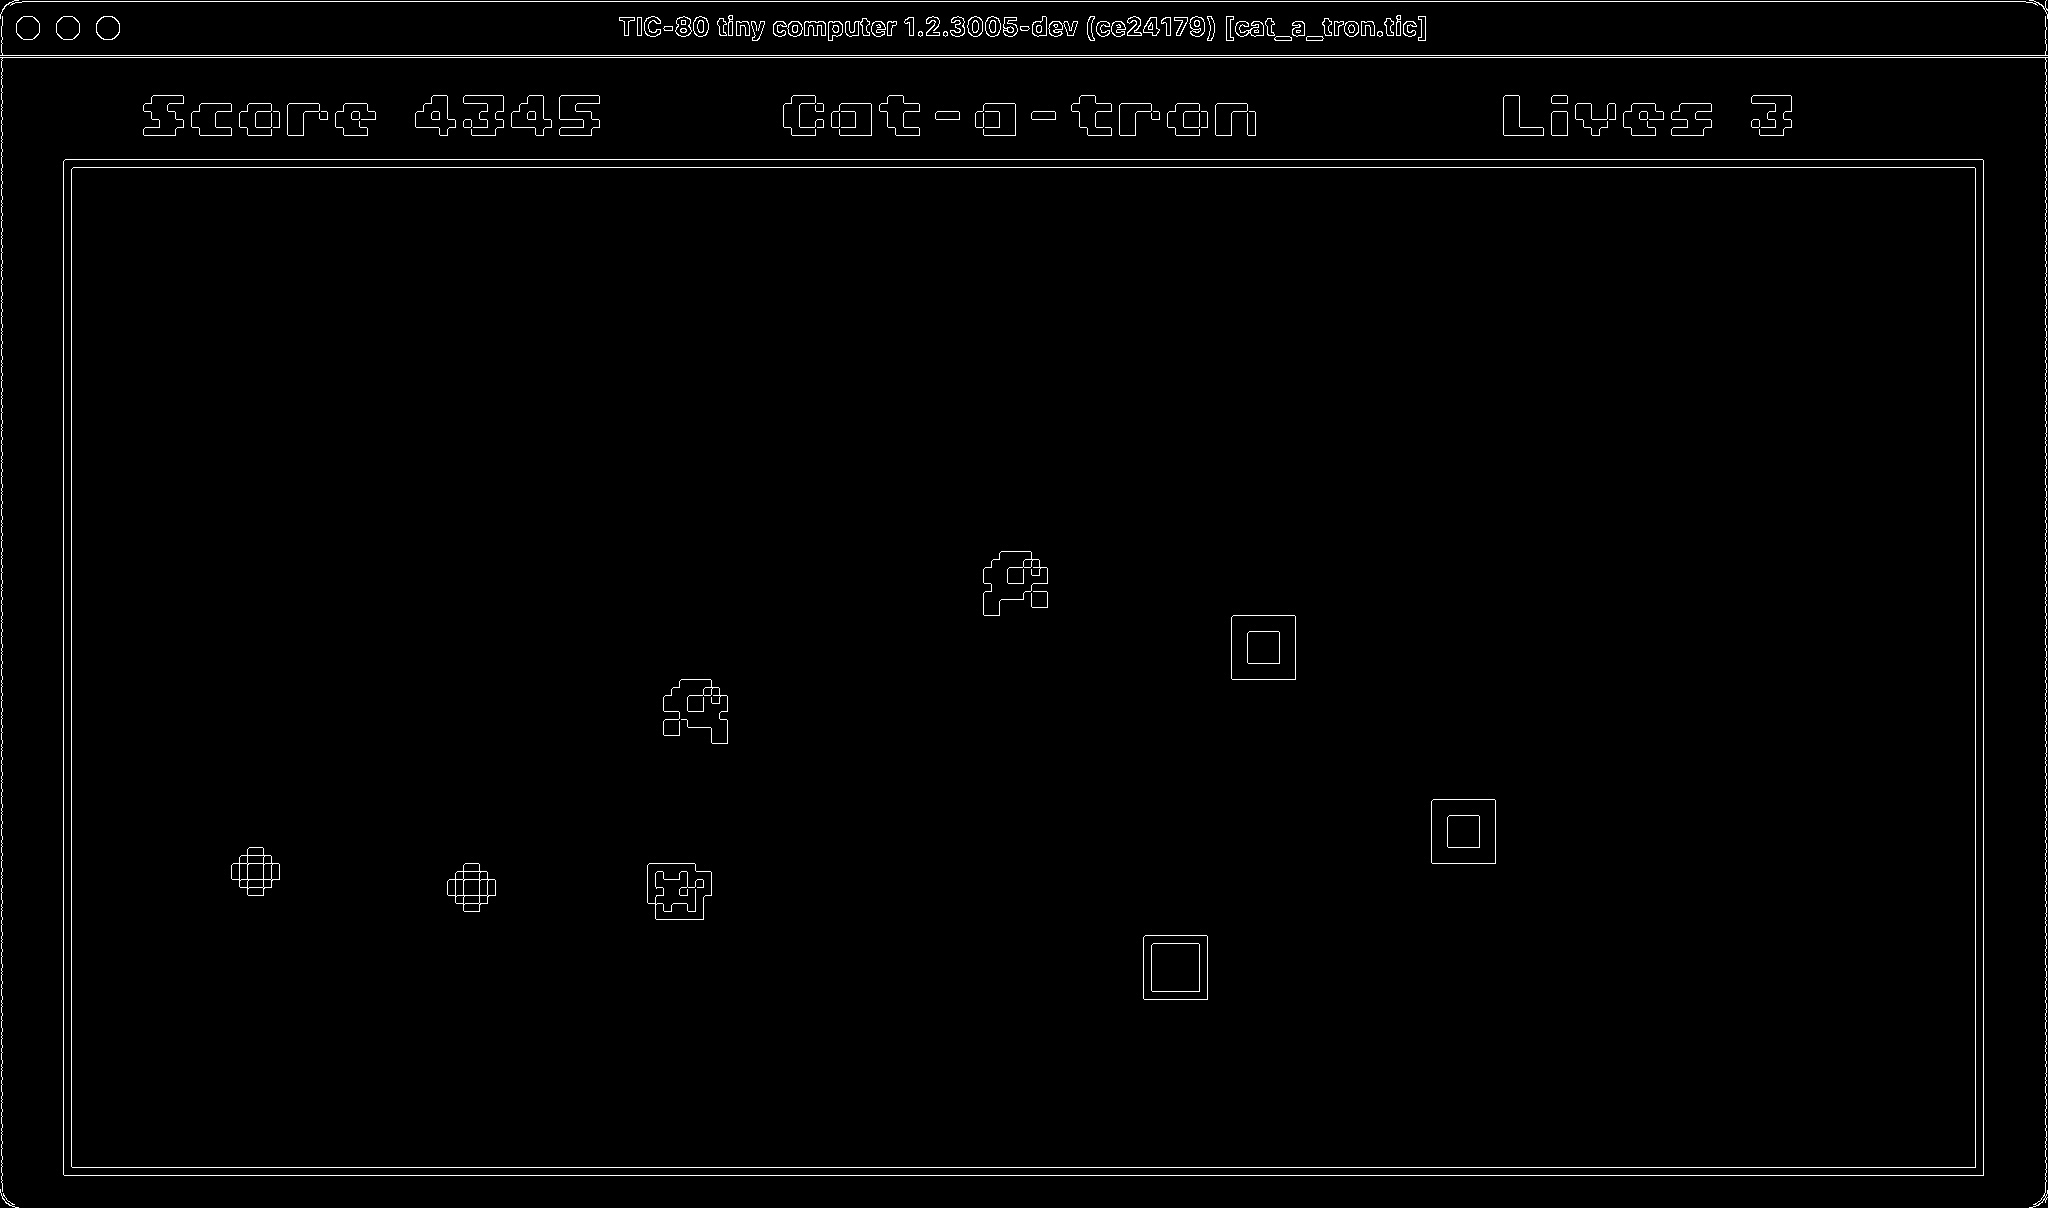 TIC-80 tiny computer 1.2.3005-dev (ce24179) [cat_a_tron.tic]
Score 4345 Cat-a-tron Lives 3